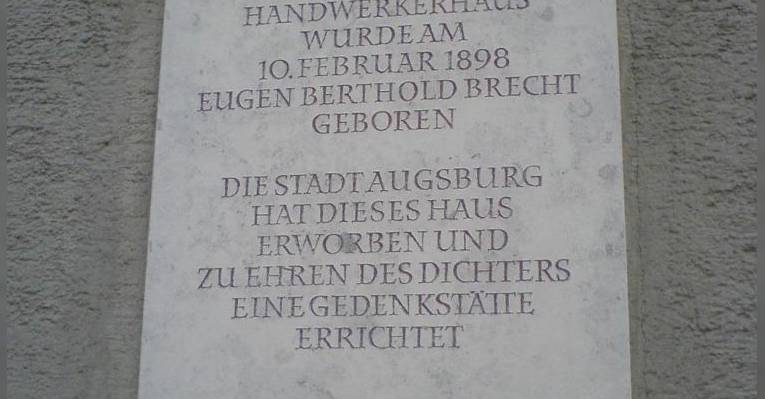 HANDWERKERHAUS
WURDE AM
10. FEBRUAR 1898
EUGEN BERTHOLD BRECHT
GEBOREN
DIE STADT AUGSBURG
HAT DIESES HAUS
ERWORBEN UND
ZU EHREN DES DICHTERS
EINE GEDENKSTÄTTE
ERRICHTET